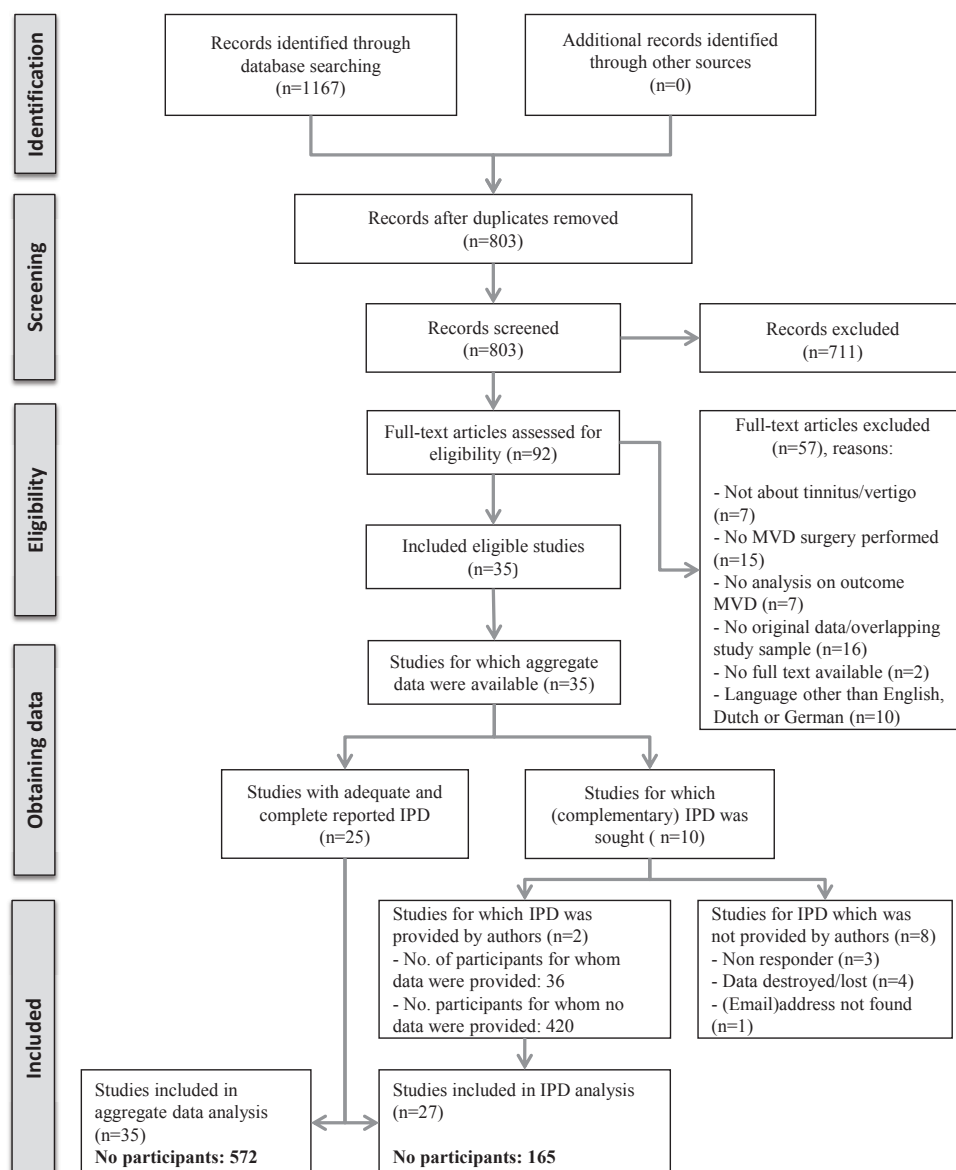 Identification
Records identified through
database searching
(n=1167)
Additional records identified
through other sources
(n=0)
Screening
Records after duplicates removed
(n=803)
Records screened
(n=803)
Records excluded
(n=711)
Eligibility
Full-text articles assessed for
eligibility (n=92)
Full-text articles excluded
(n=57), reasons:
- Not about tinnitus/vertigo
(n=7)
- No MVD surgery performed
(n=15)
- No analysis on outcome
MVD (n=7)
- No original data/overlapping
study sample (n=16)
- No full text available (n=2)
- Language other than English,
Dutch or German (n=10)
Included eligible studies
(n=35)
Obtaining data
Studies for which aggregate
data were available (n=35)
Studies with adequate and
complete reported IPD
(n=25)
Studies for which
(complementary) IPD was
sought ( n=10)
Included
Studies for which IPD was
provided by authors (n=2)
- No. of participants for whom
data were provided: 36
- No. participants for whom no
data were provided: 420
Studies for IPD which was
not provided by authors (n=8)
- Non responder (n=3)
- Data destroyed/lost (n=4)
- (Email)address not found
(n=1)
Studies included in
aggregate data analysis
(n=35)
No participants: 572
Studies included in IPD analysis
(n=27)
No participants: 165